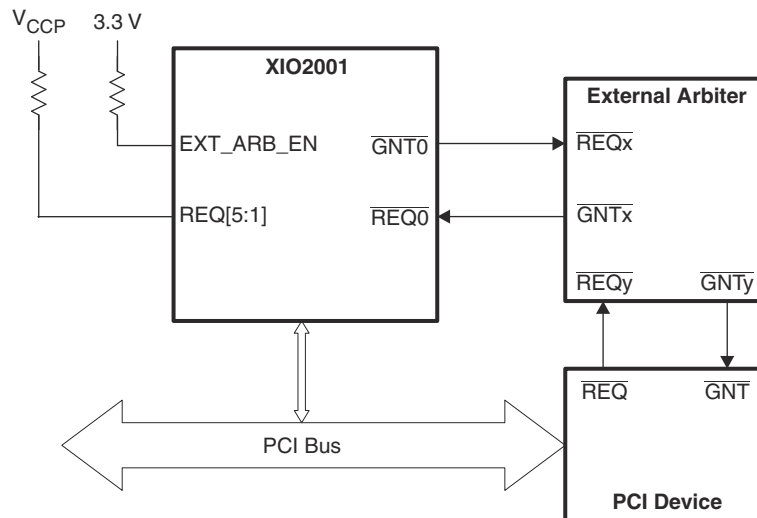 VCCP
3.3 V
XIO2001
External Arbiter
EXT_ARB_EN
GNT0
REQx
REQ[5:1]
REQ0
GNTx
REQy
GNTy
REQ
GNT
PCI Bus
PCI Device